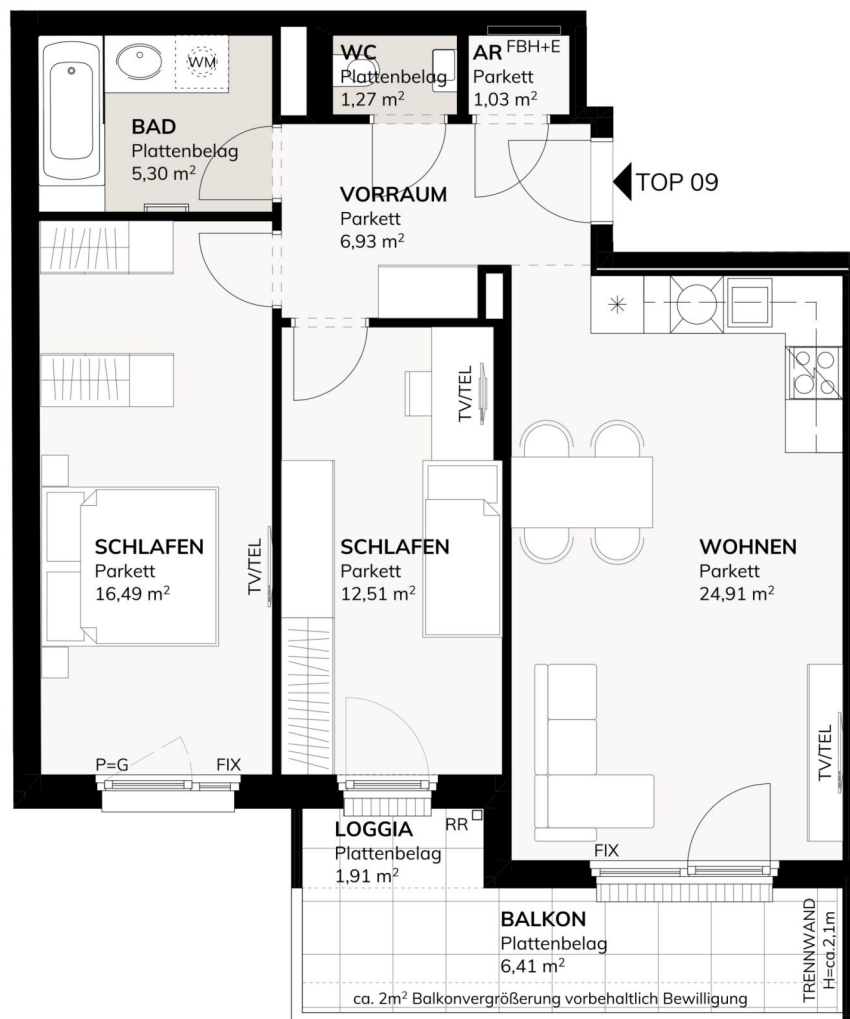 WC
Plattenbelag
1,27 m²
AR FBH+E
Parkett
1,03 m²
WM
BAD
Plattenbelag
5,30 m²
VORRAUM
Parkett
6,93 m²
TOP 09
TV/TEL
SCHLAFEN
Parkett
16,49 m²
TV/TEL
SCHLAFEN
Parkett
12,51 m²
WOHNEN
Parkett
24,91 m²
TV/TEL
P=G
FIX
LOGGIA
RR
Plattenbelag
1,91 m²
FIX
BALKON
Plattenbelag
6,41 m²
TRENNWAND
H=ca.2,1m
ca. 2m² Balkonvergrößerung vorbehaltlich Bewilligung